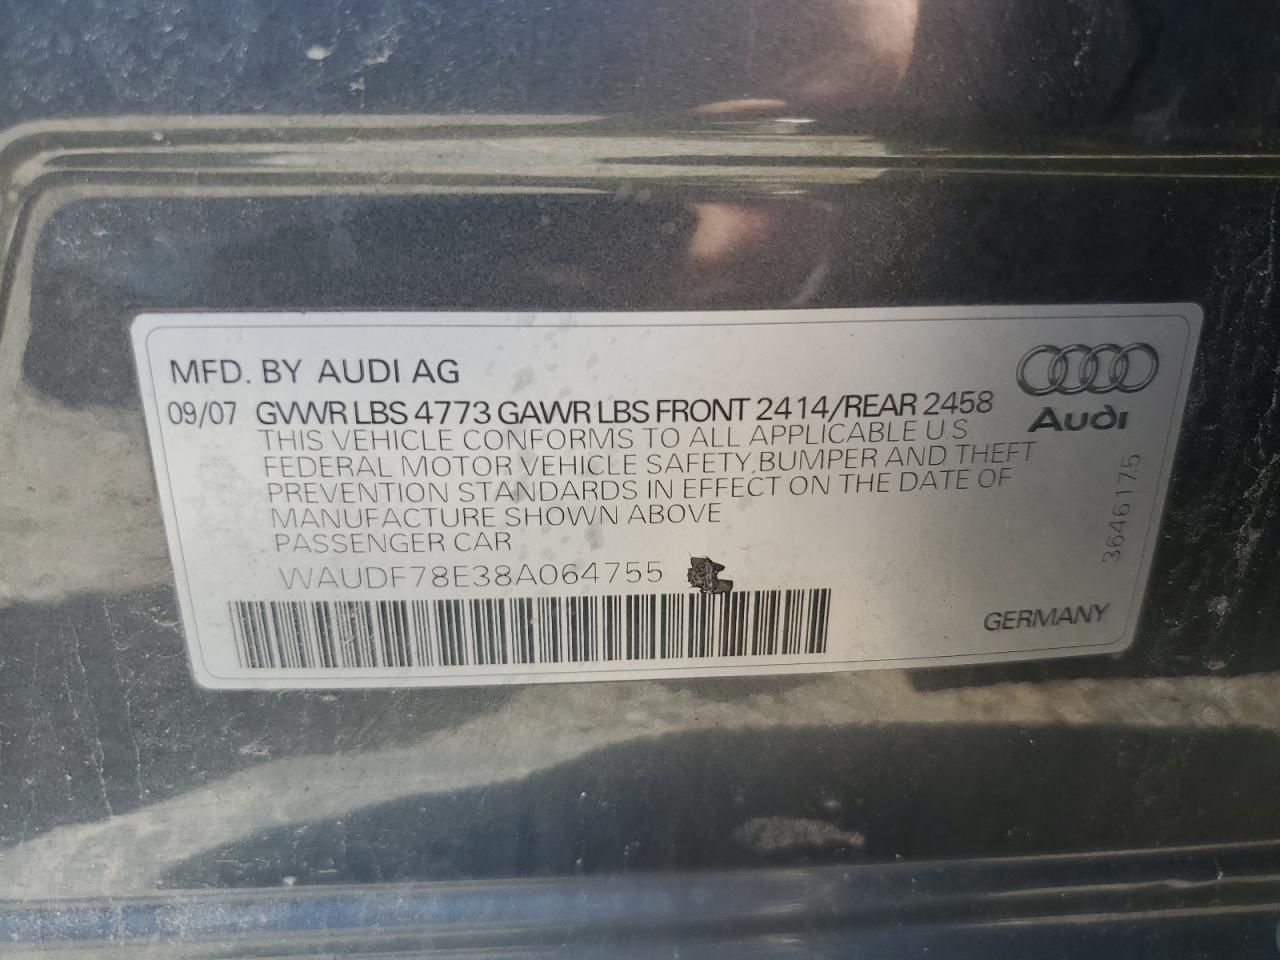 MFD. BY AUDI AG
09/07 GVWR LBS 4773 GAWR LBS FRONT 2414/REAR 2458
THIS VEHICLE CONFORMS TO ALL APPLICABLE U.S.
FEDERAL MOTOR VEHICLE SAFETY,BUMPER AND THEFT
PREVENTION STANDARDS IN EFFECT ON THE DATE OF
MANUFACTURE SHOWN ABOVE
PASSENGER CAR
WAUDF78E38A064755
Audi
3646175
GERMANY